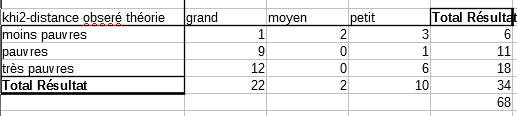 khi2-distance obseré théorie grand moyen petit Total Résultat
moins pauvres 1 2 3 6
pauvres 9 0 1 11
très pauvres 12 0 6 18
Total Résultat 22 2 10 34
68